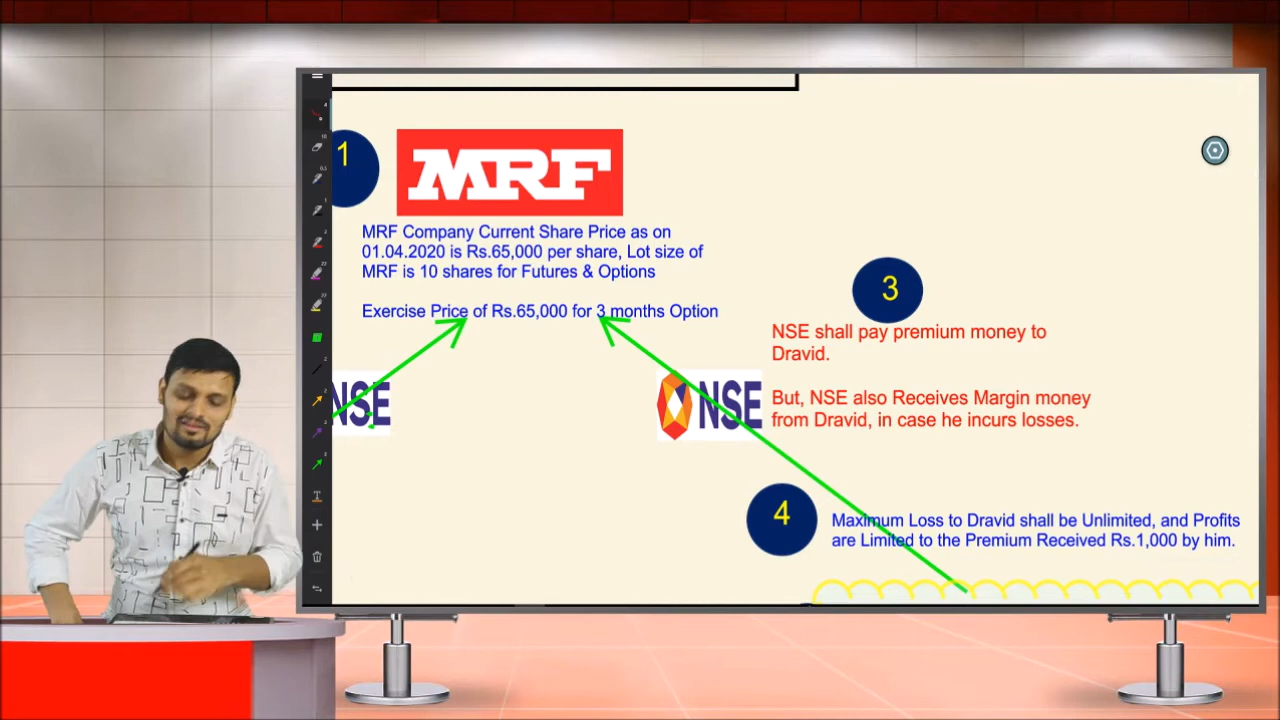 1
MRF
MRF Company Current Share Price as on
01.04.2020 is Rs.65,000 per share, Lot size of
MRF is 10 shares for Futures & Options
Exercise Price of Rs.65,000 for 3 months Option
3
NSE shall pay premium money to
Dravid.
But, NSE also Receives Margin money
from Dravid, in case he incurs losses.
NSE
NSE
4
Maximum Loss to Dravid shall be Unlimited, and Profits
are Limited to the Premium Received Rs.1,000 by him.